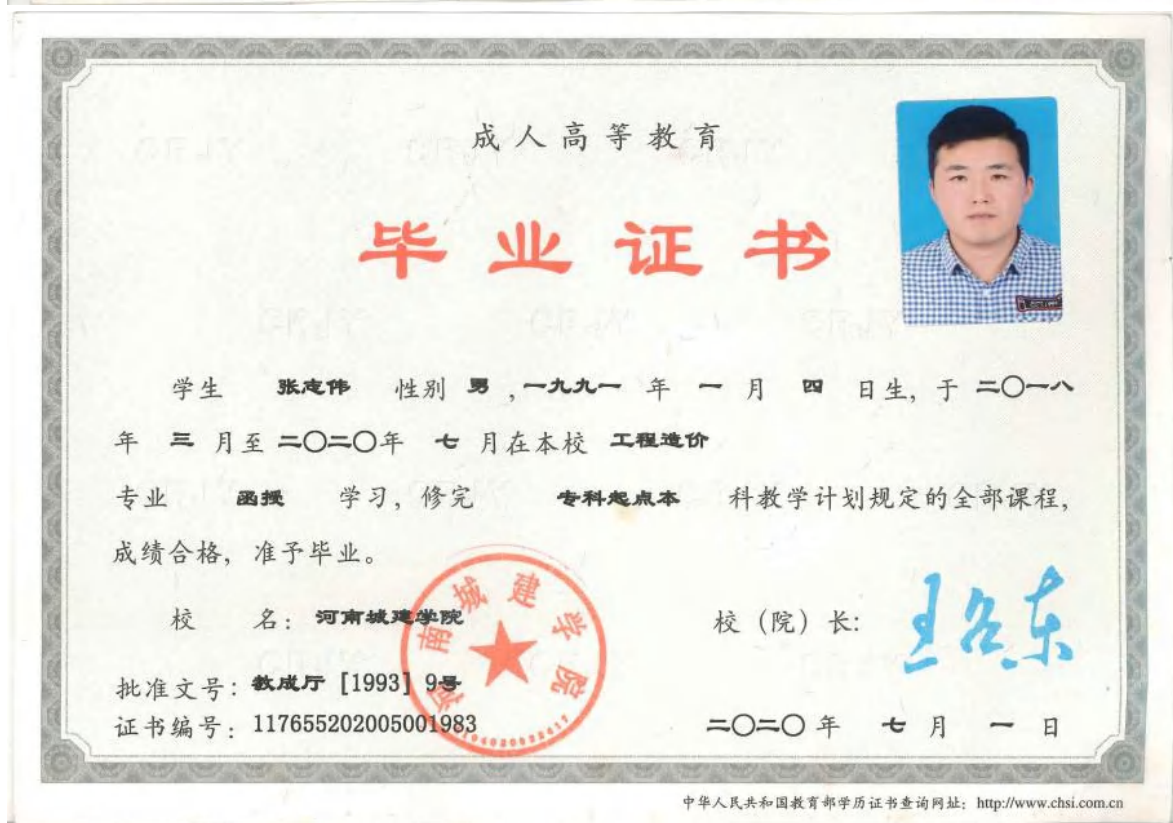 成人高等教育
毕业证书
学生 张志伟 性别 男 ,一九九一 年 一 月 四 日生, 于 二〇一八
年 三 月至 二〇二〇年 七 月在本校 工程造价
专业 函授 学习, 修完 专科起点本 科教学计划规定的全部课程,
成绩合格, 准予毕业。
校 名: 河南城建学院
校(院)长:
批准文号: 教成厅 [1993] 9号
证书编号: 117655202005001983
二〇二〇 年 七 月 一 日
河南城建学院
中华人民共和国教育部学历证书查询网址: http://www.chsi.com.cn